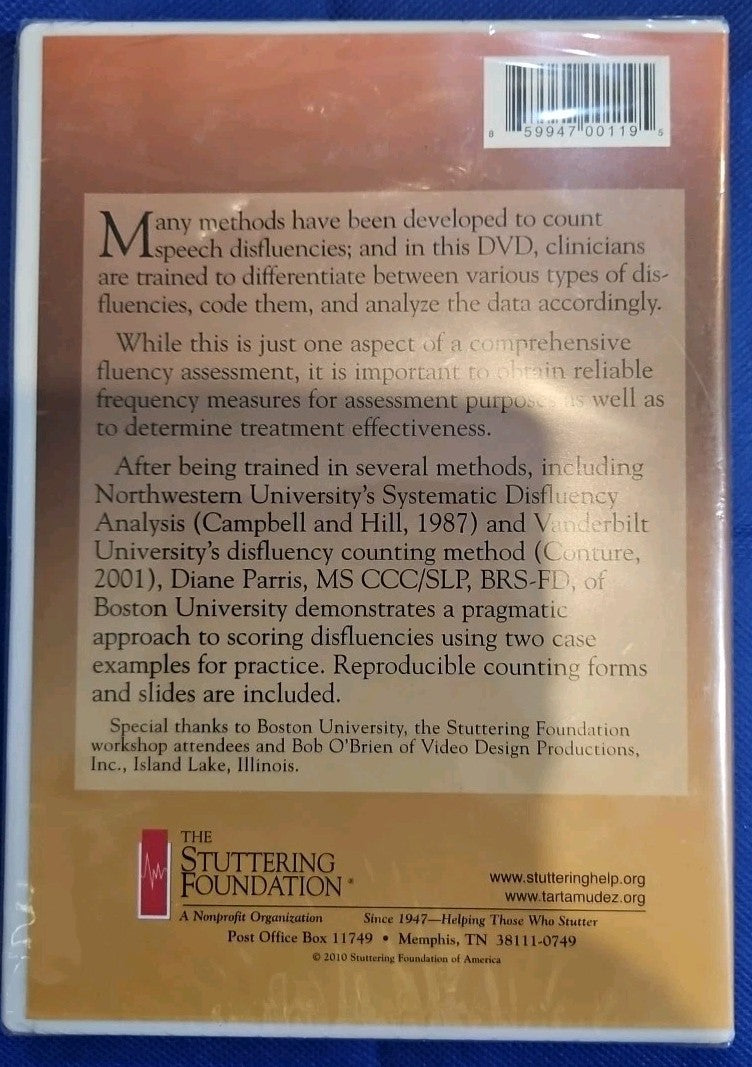 8 59947 00119 5
Many methods have been developed to count
speech disfluencies; and in this DVD, clinicians
are trained to differentiate between various types of dis-
fluencies, code them, and analyze the data accordingly.
While this is just one aspect of a comprehensive
fluency assessment, it is important to obtain reliable
frequency measures for assessment purposes as well as
to determine treatment effectiveness.
After being trained in several methods, including
Northwestern University's Systematic Disfluency
Analysis (Campbell and Hill, 1987) and Vanderbilt
University's disfluency counting method (Conture,
2001), Diane Parris, MS CCC/SLP, BRS-FD, of
Boston University demonstrates a pragmatic
approach to scoring disfluencies using two case
examples for practice. Reproducible counting forms
and slides are included.
Special thanks to Boston University, the Stuttering Foundation
workshop attendees and Bob O'Brien of Video Design Productions,
Inc., Island Lake, Illinois.
THE
STUTTERING
FOUNDATION®
www.stutteringhelp.org
www.tartamudez.org
A Nonprofit Organization Since 1947—Helping Those Who Stutter
Post Office Box 11749 • Memphis, TN 38111-0749
© 2010 Stuttering Foundation of America